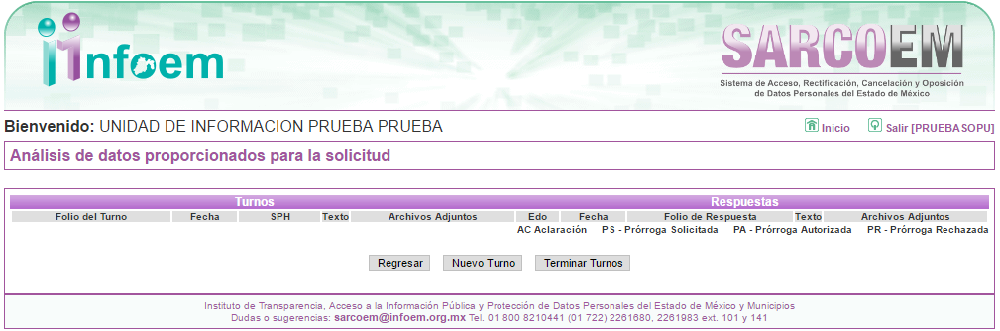 infoem
SARCOEM
Sistema de Acceso, Rectificación, Cancelación y Oposición
de Datos Personales del Estado de México
Bienvenido: UNIDAD DE INFORMACION PRUEBA PRUEBA
Inicio Salir [PRUEBASOPU]
Análisis de datos proporcionados para la solicitud
Turnos Respuestas
Folio del Turno Fecha SPH Texto Archivos Adjuntos Edo Fecha Folio de Respuesta Texto Archivos Adjuntos
AC Aclaración PS - Prórroga Solicitada PA - Prórroga Autorizada PR - Prórroga Rechazada
Regresar Nuevo Turno Terminar Turnos
Instituto de Transparencia, Acceso a la Información Pública y Protección de Datos Personales del Estado de México y Municipios
Dudas o sugerencias: sarcoem@infoem.org.mx Tel. 01 800 8210441 (01 722) 2261680, 2261983 ext. 101 y 141